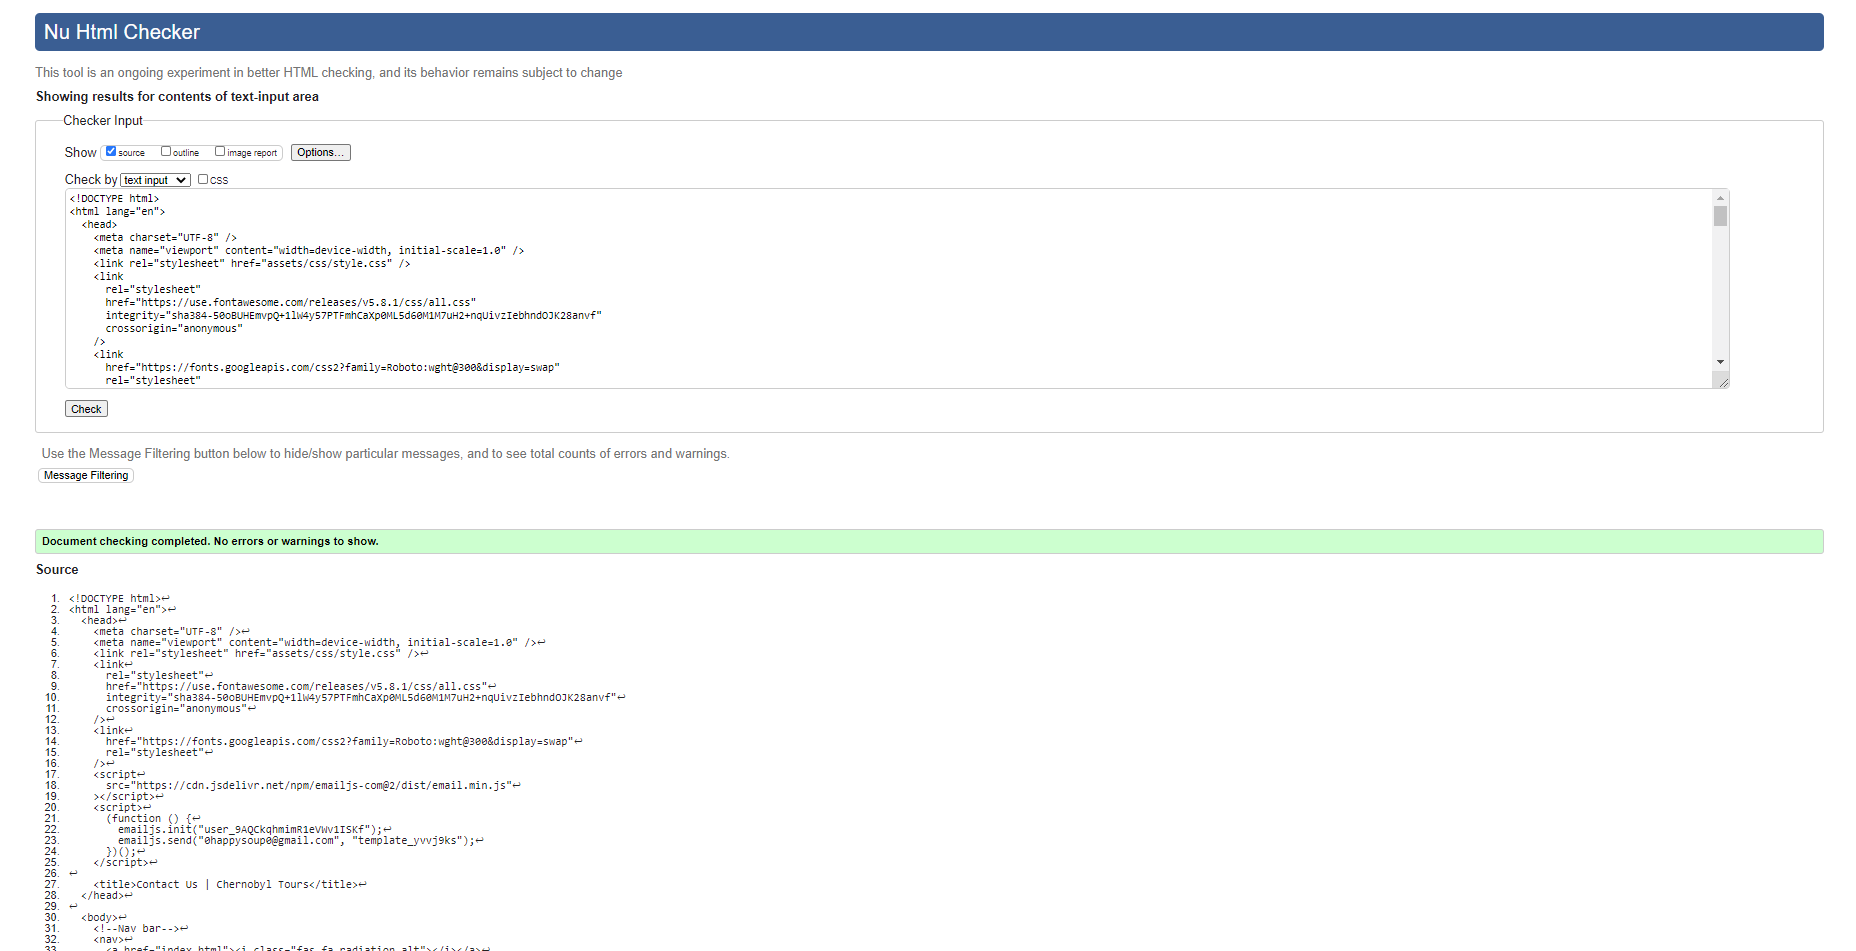 Nu Html Checker
This tool is an ongoing experiment in better HTML checking, and its behavior remains subject to change
Showing results for contents of text-input area
Checker Input
Show source outline image report Options...
Check by text input css
<!DOCTYPE html>
<html lang="en">
<head>
<meta charset="UTF-8" />
<meta name="viewport" content="width=device-width, initial-scale=1.0" />
<link rel="stylesheet" href="assets/css/style.css" />
<link
rel="stylesheet"
href="https://use.fontawesome.com/releases/v5.8.1/css/all.css"
integrity="sha384-50oBUHEmvpQ+1lW4y57PTFmhCaXp0ML5d60M1M7uH2+nqUivzIebhndOJK28anvf"
crossorigin="anonymous"
/>
<link
href="https://fonts.googleapis.com/css2?family=Roboto:wght@300&display=swap"
rel="stylesheet"
Check
Use the Message Filtering button below to hide/show particular messages, and to see total counts of errors and warnings.
Message Filtering
Document checking completed. No errors or warnings to show.
Source
1. <!DOCTYPE html>↩
2. <html lang="en">↩
3. <head>↩
4. <meta charset="UTF-8" />↩
5. <meta name="viewport" content="width=device-width, initial-scale=1.0" />↩
6. <link rel="stylesheet" href="assets/css/style.css" />↩
7. <link↩
8. rel="stylesheet"↩
9. href="https://use.fontawesome.com/releases/v5.8.1/css/all.css"↩
10. integrity="sha384-50oBUHEmvpQ+1lW4y57PTFmhCaXp0ML5d60M1M7uH2+nqUivzIebhndOJK28anvf"↩
11. crossorigin="anonymous"↩
12. />↩
13. <link↩
14. href="https://fonts.googleapis.com/css2?family=Roboto:wght@300&display=swap"↩
15. rel="stylesheet"↩
16. />↩
17. <script↩
18. src="https://cdn.jsdelivr.net/npm/emailjs-com@2/dist/email.min.js"↩
19. ></script>↩
20. <script>↩
21. (function () {↩
22. emailjs.init("user_9AQCkqhmimR1eVWv1ISKf");↩
23. emailjs.send("0happysoup0@gmail.com", "template_yvvj9ks");↩
24. })();↩
25. </script>↩
26. ↩
27. <title>Contact Us | Chernobyl Tours</title>↩
28. </head>↩
29. ↩
30. <body>↩
31. <!--Nav bar-->↩
32. <nav>↩
33. <a href="index.html"><i class="fas fa-radiation-alt"></i></a>↩